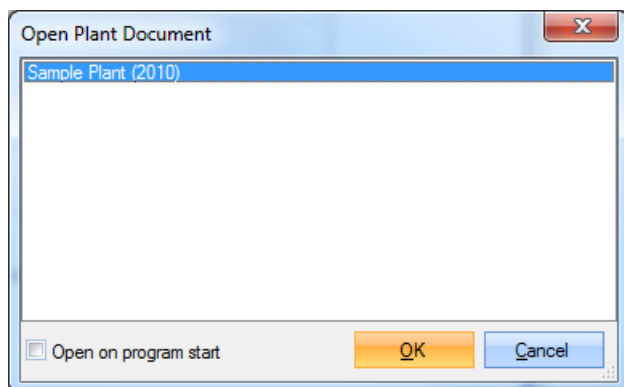 Open Plant Document
Sample Plant (2010)
Open on program start
OK
Cancel